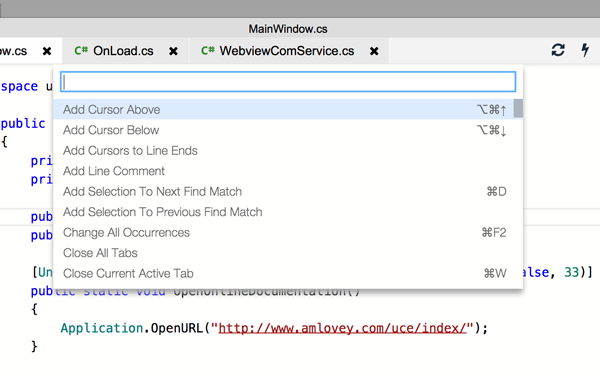 MainWindow.cs
ow.cs × C# OnLoad.cs × C# WebviewComService.cs ×
space u
public
Add Cursor Above ⌥⌘↑
Add Cursor Below ⌥⌘↓
{
Add Cursors to Line Ends
pri
Add Line Comment
pri
Add Selection To Next Find Match ⌘D
Add Selection To Previous Find Match
pub
Change All Occurrences ⌘F2
pub
Close All Tabs
Close Current Active Tab ⌘W
[Un alse, 33)]
public static void OpenOnlineDocumentation()
{
Application.OpenURL("http://www.amlovey.com/uce/index/");
}